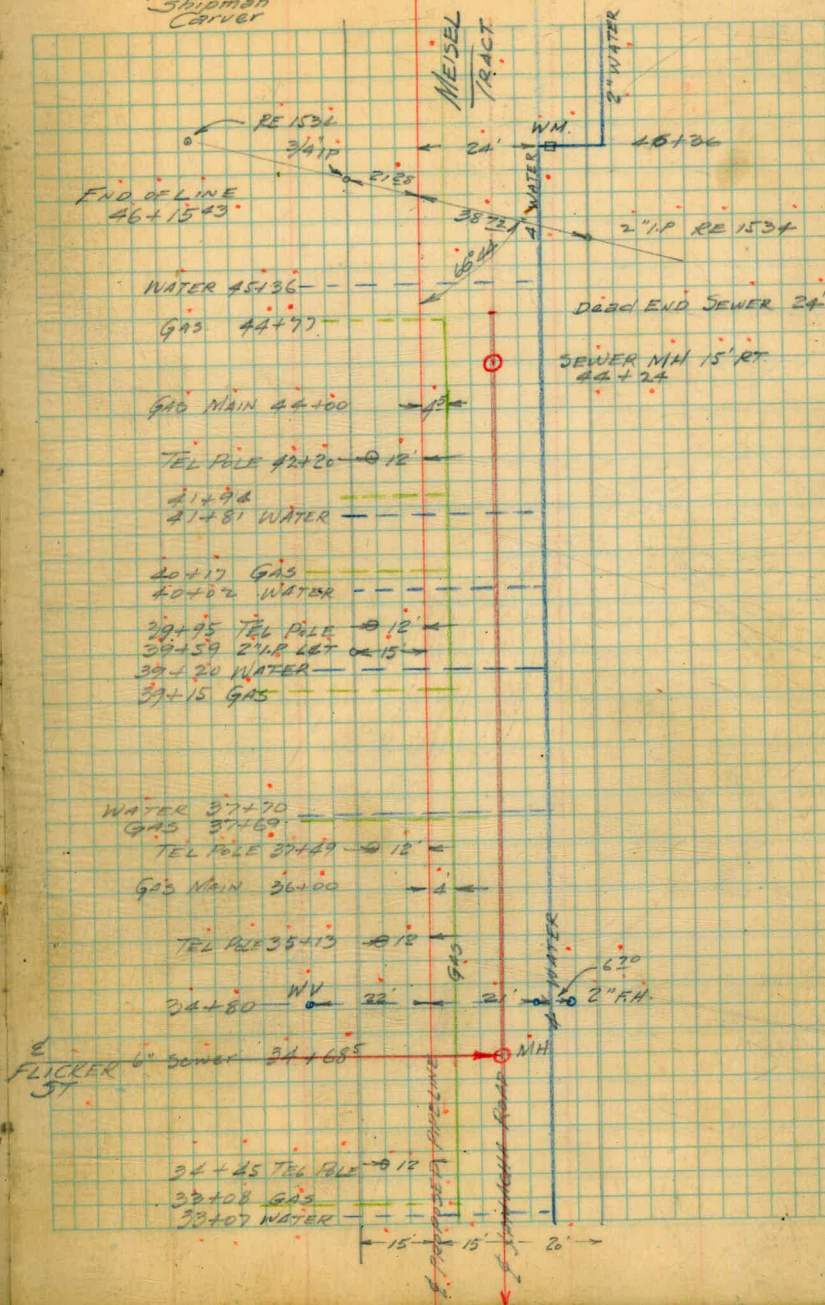 Shipman
Carver
MEISEL
TRACT
2" WATER
RE 1534
3/4 IP
24'
WM.
46+36
4" WATER
21 28
END OF LINE
46+15 43
38 72
2" I.P RE 1534
WATER 45+36
DEAD END SEWER 24'
GAS 44+77
SEWER MH 15' RT
44+24
GAS MAIN 44+00
4 5
TEL POLE 42+20 12'
41+94
41+81 WATER
40+17 GAS
40+02 WATER
39+95 TEL POLE 12'
39+59 2" I.P. LET 15'
39+20 WATER
39+15 GAS
WATER 37+70
GAS 37+69
TEL POLE 37+49 12'
GAS MAIN 36+00 4'
TEL POLE 35+13 12
GAS
4" WATER
6 20
34+80 WV 22' 21' 2" F.H.
℄
FLICKER
ST
6" SEWER 34+68 5
MH
34+45 TEL POLE 12
33+08 GAS
33+07 WATER
15' 15' 20'
℄ PROPOSED PIPELINE
ROAD